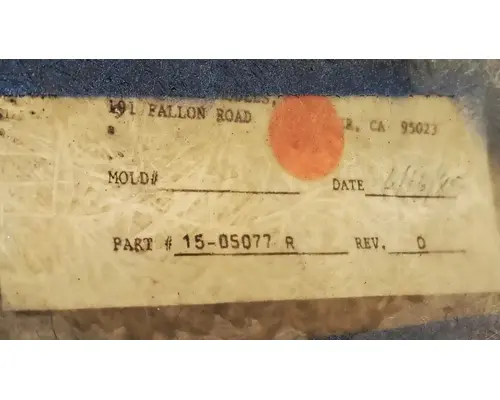 191 FALLON ROAD
CA 95023
MOLD# DATE
PART # 15-05077 R REV. D